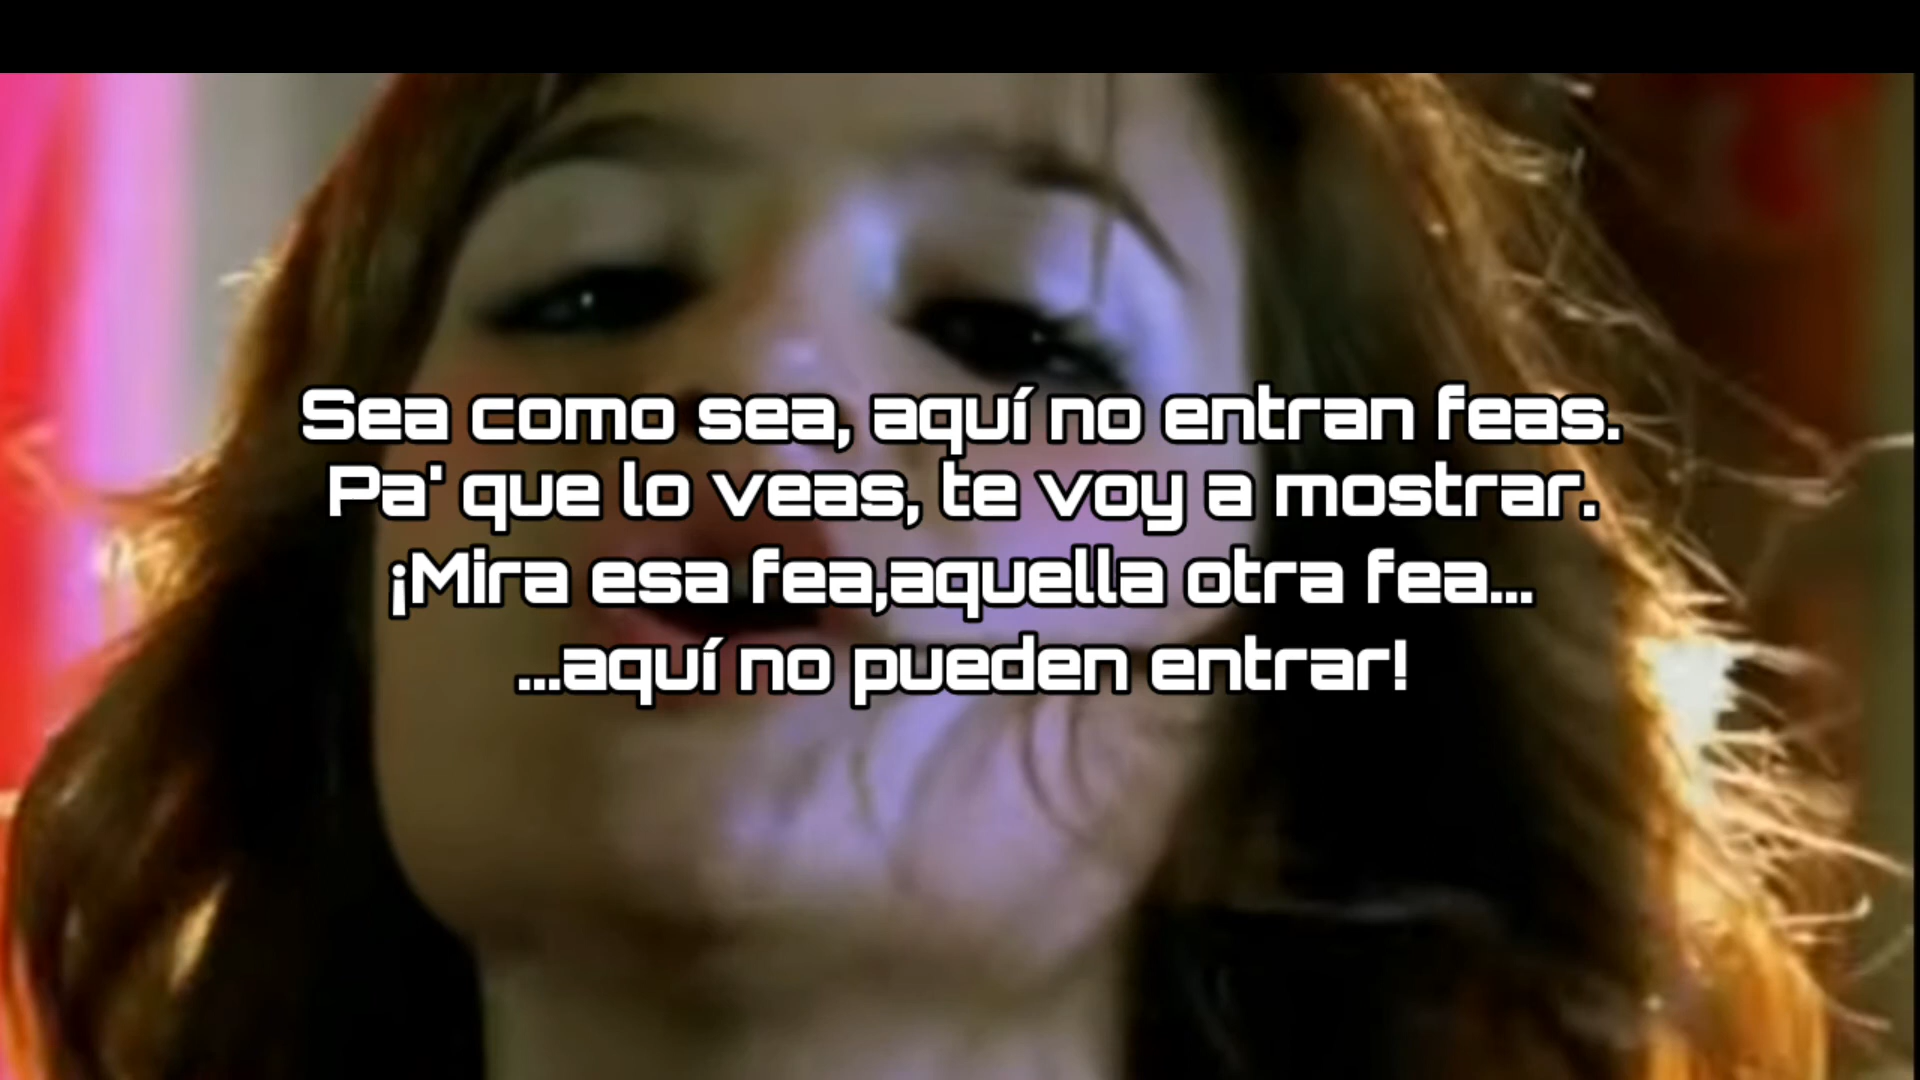 Sea como sea, aquí no entran feas.
Pa' que lo veas, te voy a mostrar.
¡Mira esa fea,aquella otra fea...
...aquí no pueden entrar!